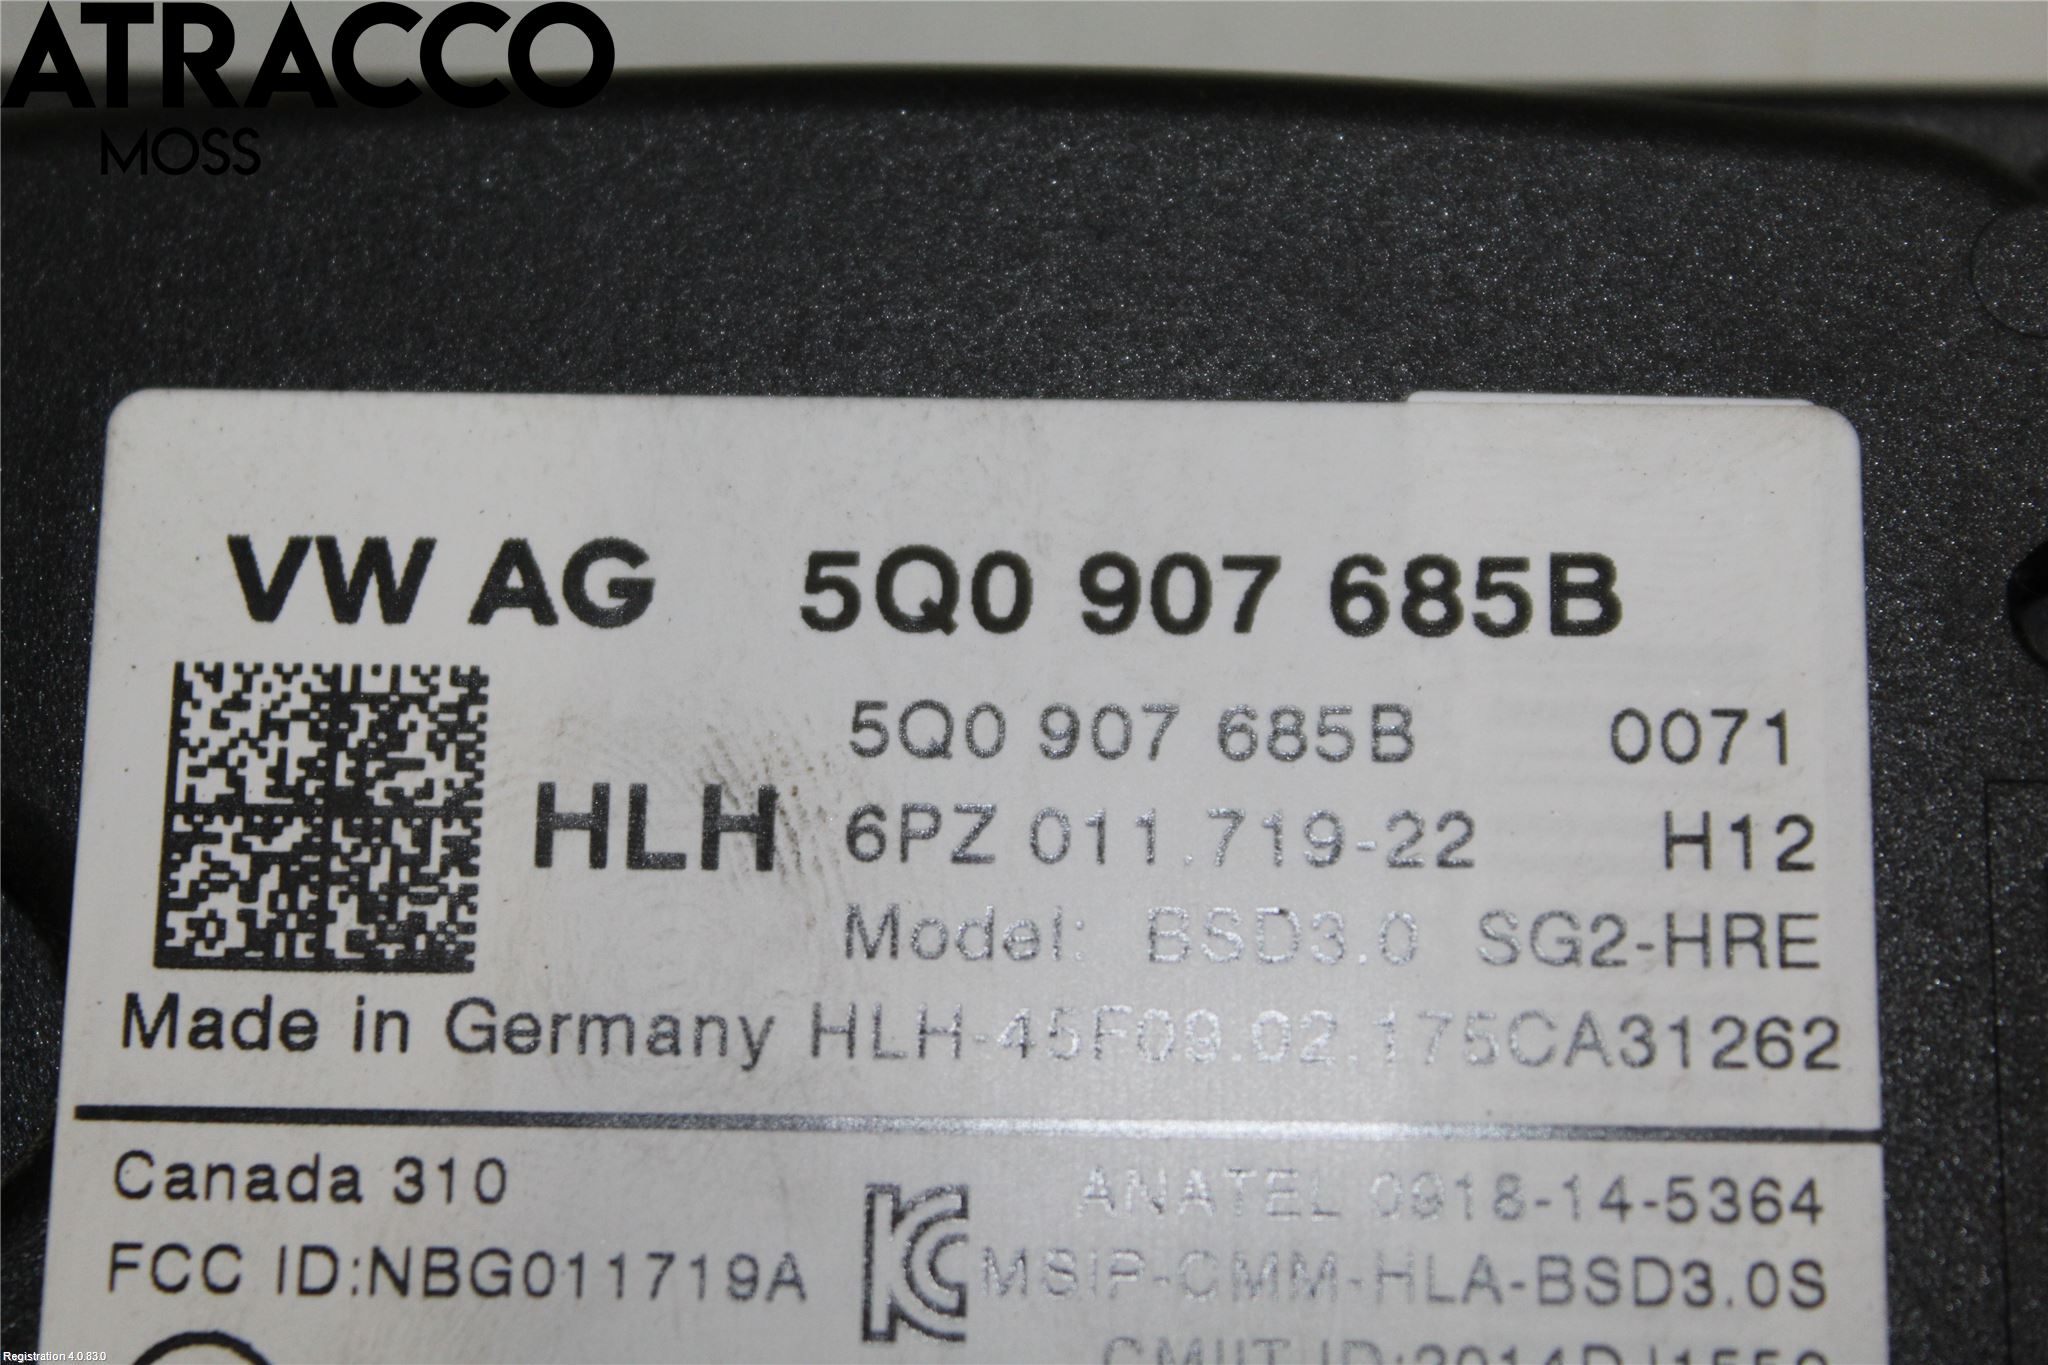 ATRACCO
MOSS
VW AG 5Q0 907 685B
5Q0 907 685B 0071
HLH 6PZ 011.719-22 H12
Model: BSD3.0 SG2-HRE
Made in Germany HLH-45F09.02.175CA31262
Canada 310
ANATEL 0918-14-5364
FCC ID:NBG011719A
MSIP-CMM-HLA-BSD3.0S
Registration 4.0.83.0